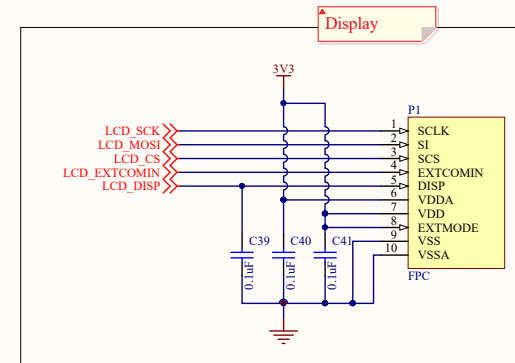 Display
3V3
P1
LCD_SCK 1 SCLK
LCD_MOSI 2 SI
LCD_CS 3 SCS
LCD_EXTCOMIN 4 EXTCOMIN
LCD_DISP 5 DISP
6 VDDA
7 VDD
8 EXTMODE
9 VSS
10 VSSA
C39 C40 C41
0.1uF 0.1uF 0.1uF
FPC